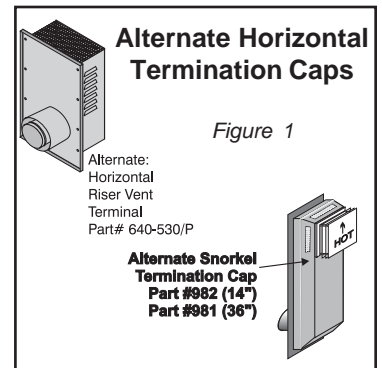 Alternate Horizontal
Termination Caps
Figure 1
Alternate:
Horizontal
Riser Vent
Terminal
Part# 640-530/P
HOT
Alternate Snorkel
Termination Cap
Part #982 (14")
Part #981 (36")